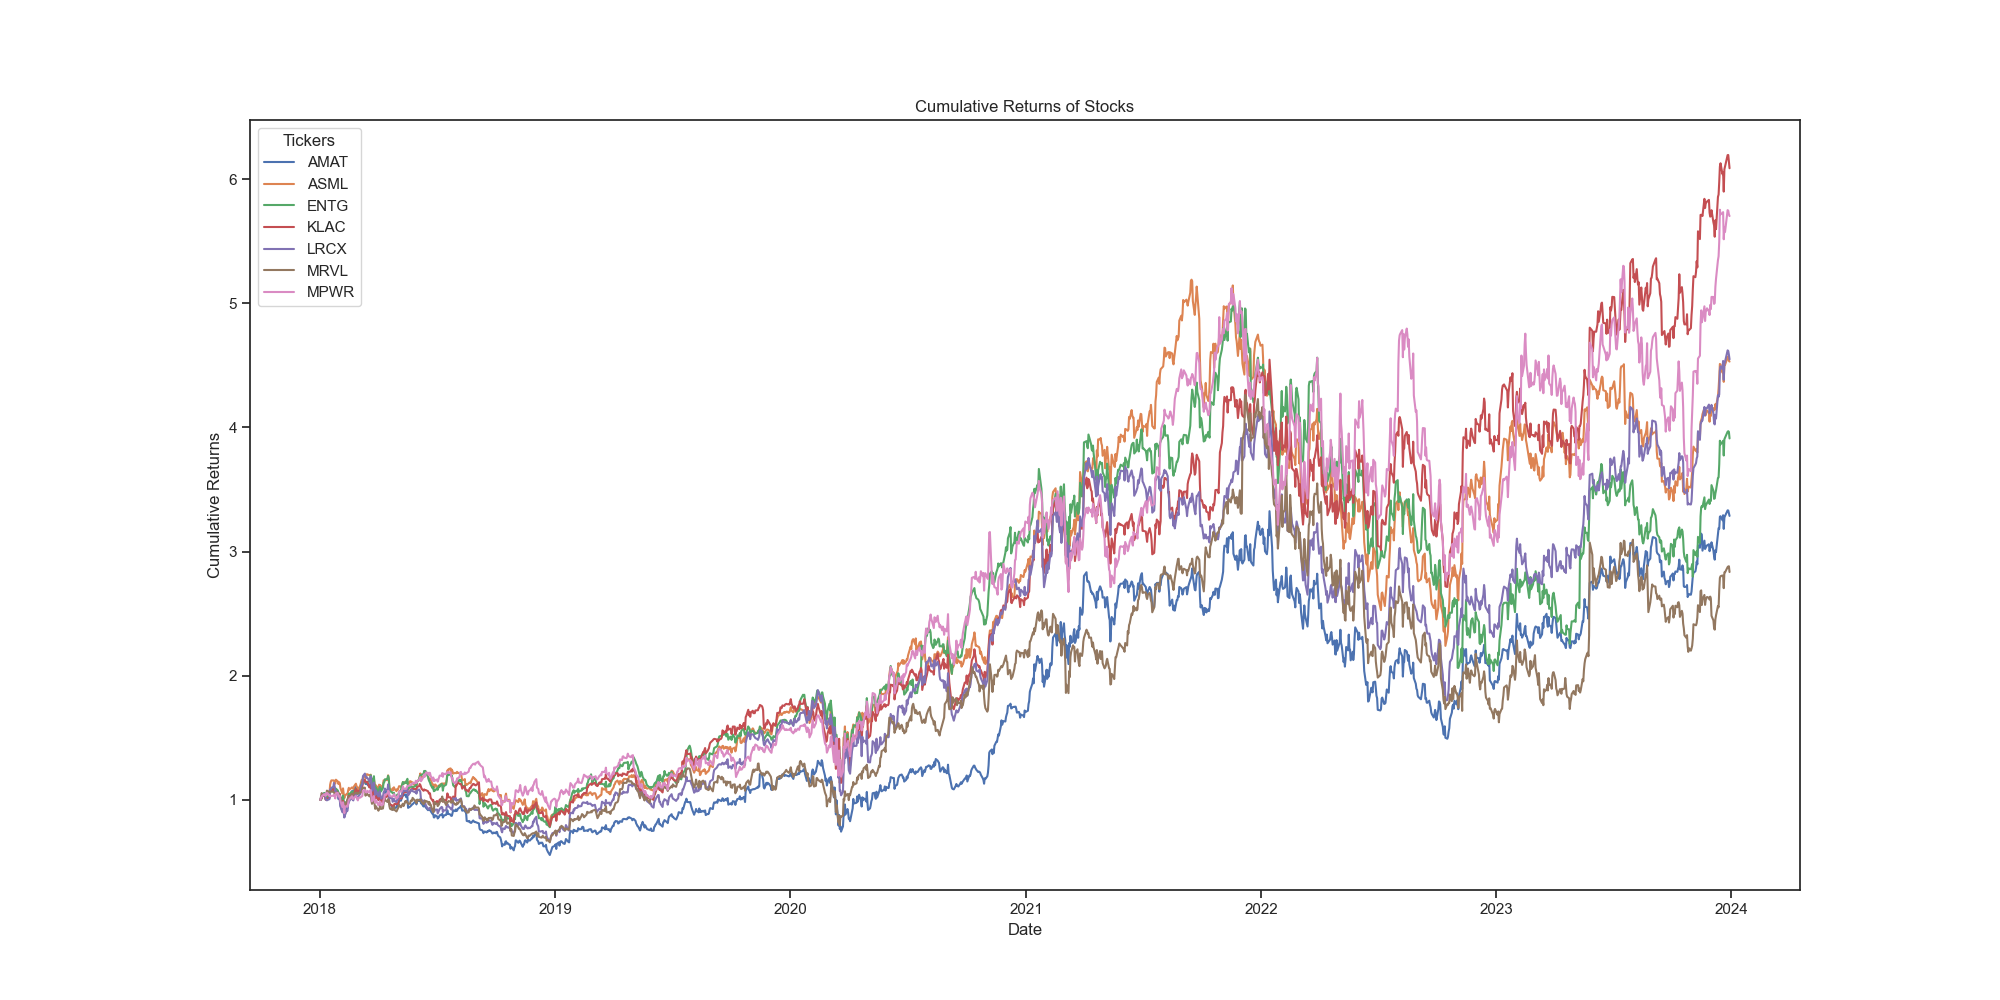 Cumulative Returns of Stocks
Tickers
AMAT
ASML
ENTG
KLAC
LRCX
MRVL
MPWR
6
5
4
3
2
1
Cumulative Returns
2018 2019 2020 2021 2022 2023 2024
Date